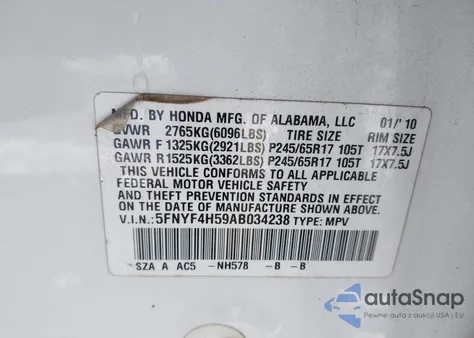 MFD. BY HONDA MFG. OF ALABAMA, LLC 01/'10
GVWR 2765KG(6096LBS) TIRE SIZE RIM SIZE
GAWR F 1325KG(2921LBS) P245/65R17 105T 17X7.5J
GAWR R 1525KG(3362LBS) P245/65R17 105T 17X7.5J
THIS VEHICLE CONFORMS TO ALL APPLICABLE
FEDERAL MOTOR VEHICLE SAFETY
AND THEFT PREVENTION STANDARDS IN EFFECT
ON THE DATE OF MANUFACTURE SHOWN ABOVE.
V.I.N.: 5FNYF4H59AB034238 TYPE: MPV
SZA A AC5 -NH578 -B -B
autoSnap
Pewne auta z aukcji w USA i EU